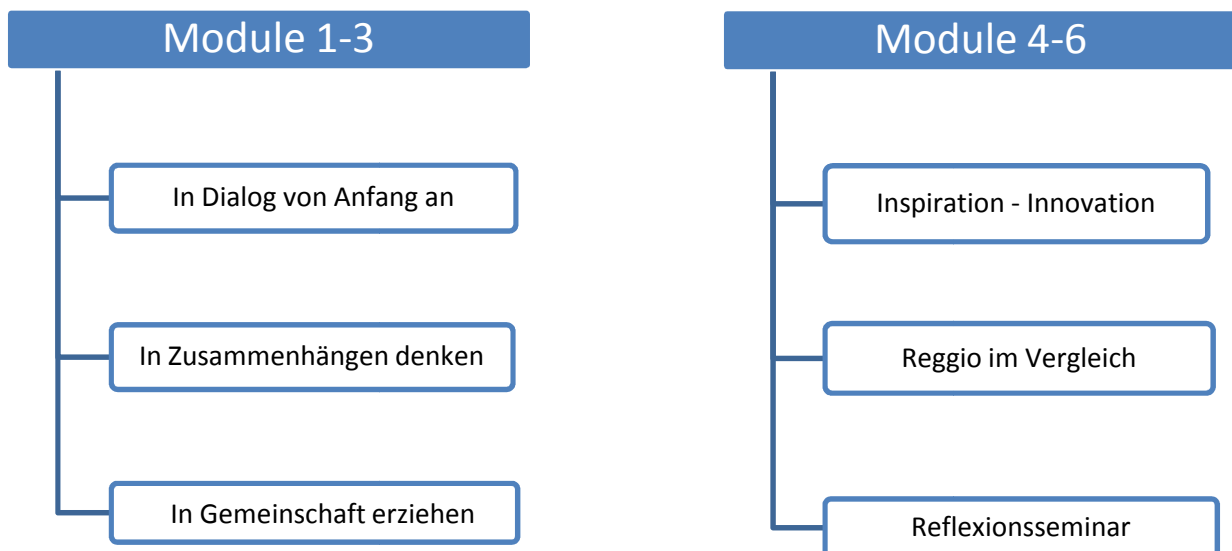 Module 1-3
In Dialog von Anfang an
In Zusammenhängen denken
In Gemeinschaft erziehen
Module 4-6
Inspiration - Innovation
Reggio im Vergleich
Reflexionsseminar